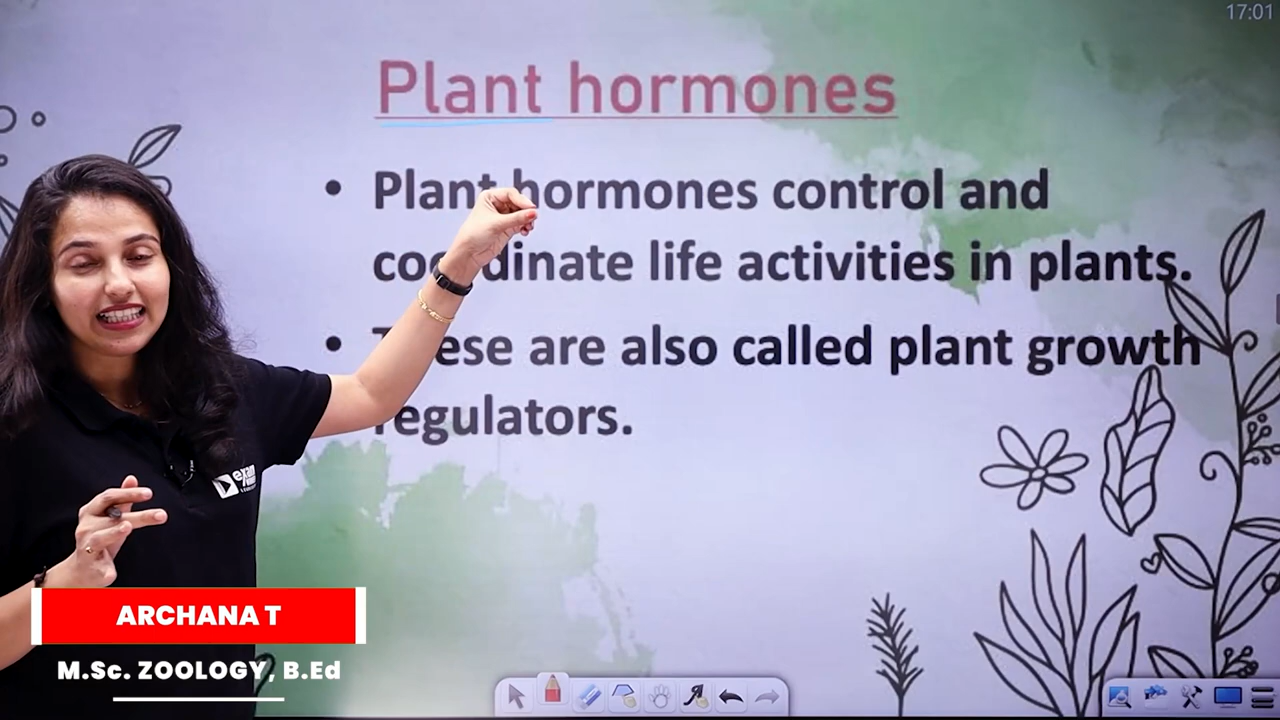 17:01
Plant hormones
• Plant hormones control and
coordinate life activities in plants.
• These are also called plant growth
regulators.
exam
ARCHANA T
M.Sc. ZOOLOGY, B.Ed